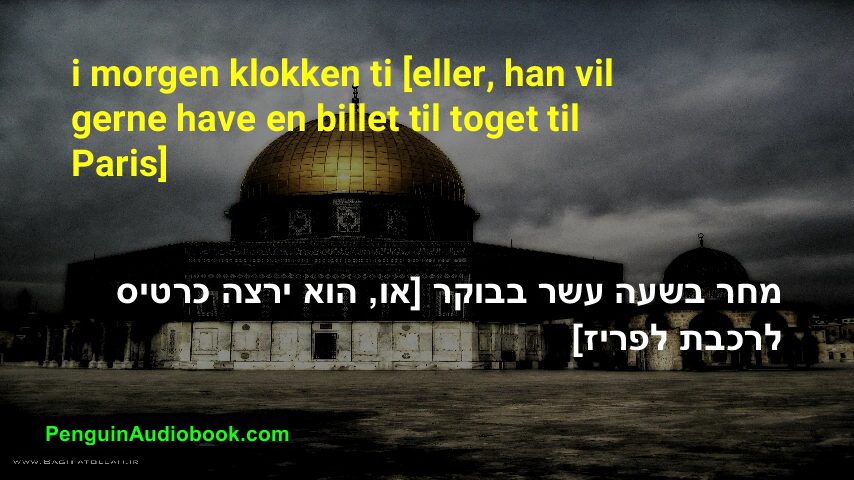 i morgen klokken ti [eller, han vil
gerne have en billet til toget til
Paris]
מחר בשעה עשר בבוקר [או, הוא ירצה כרטיס
לרכבת לפריז]
PenguinAudiobook.com